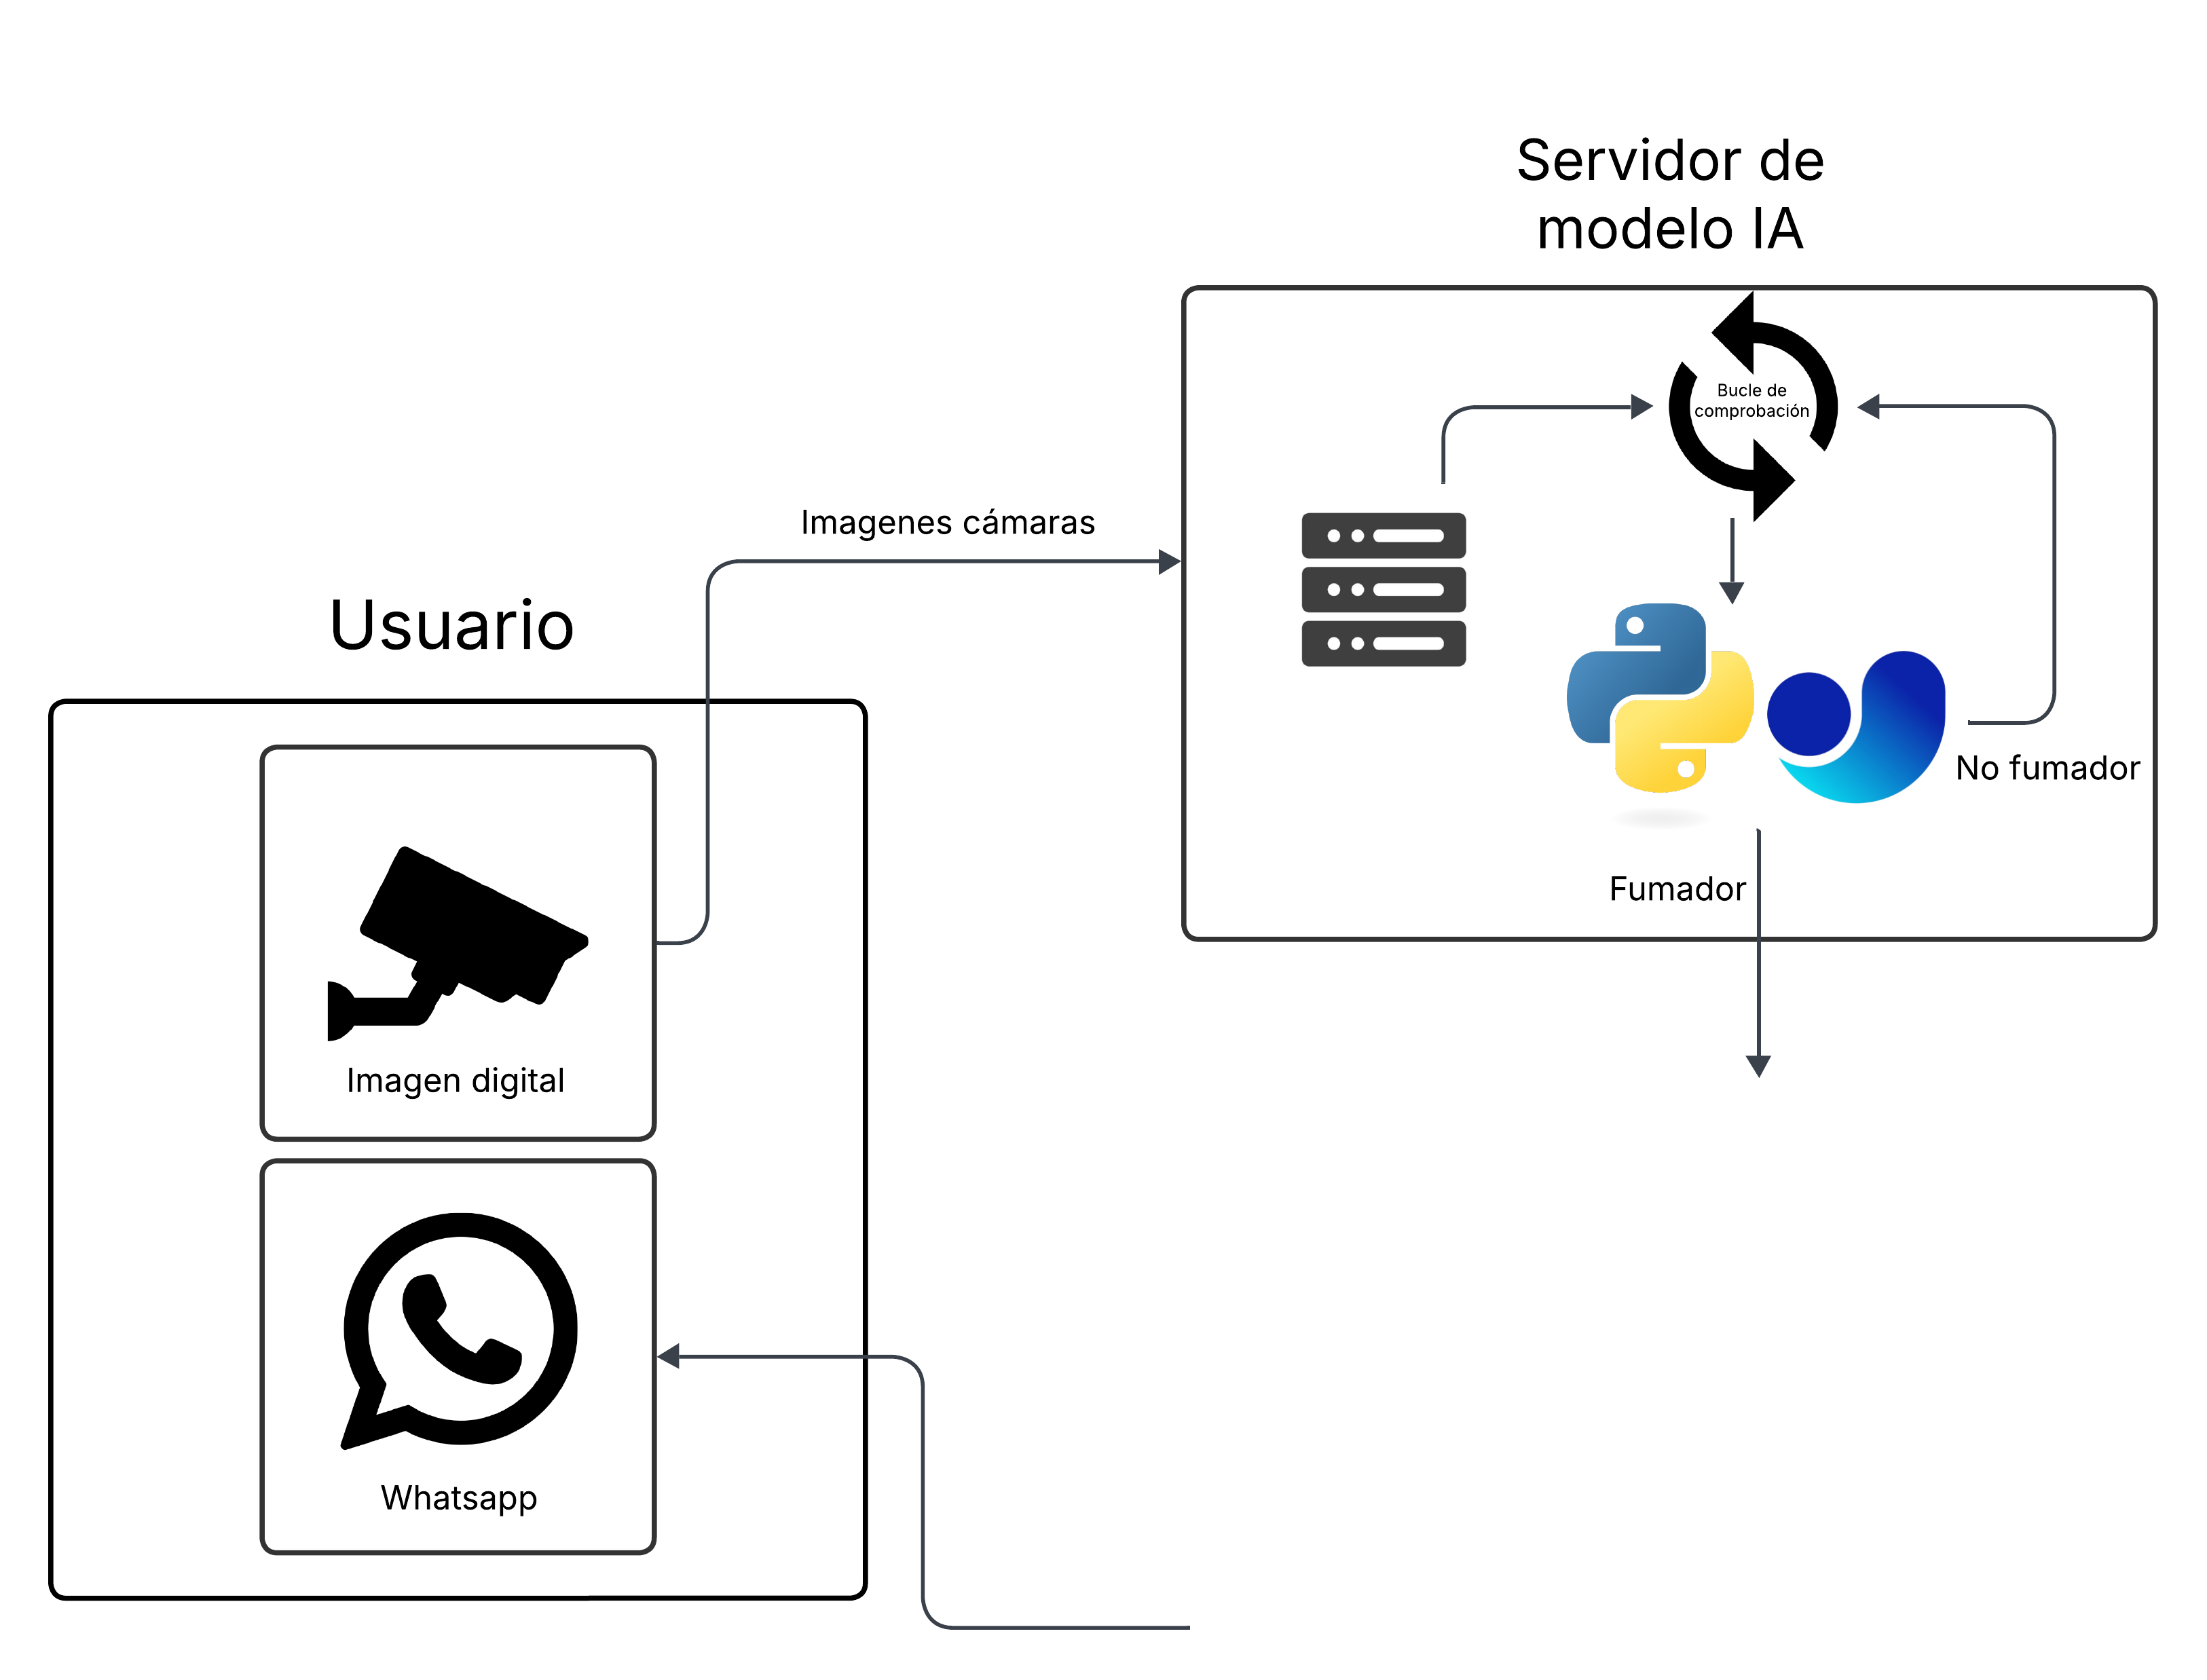 Servidor de
modelo IA
Bucle de
comprobación
Imagenes cámaras
Usuario
No fumador
Fumador
Imagen digital
Whatsapp